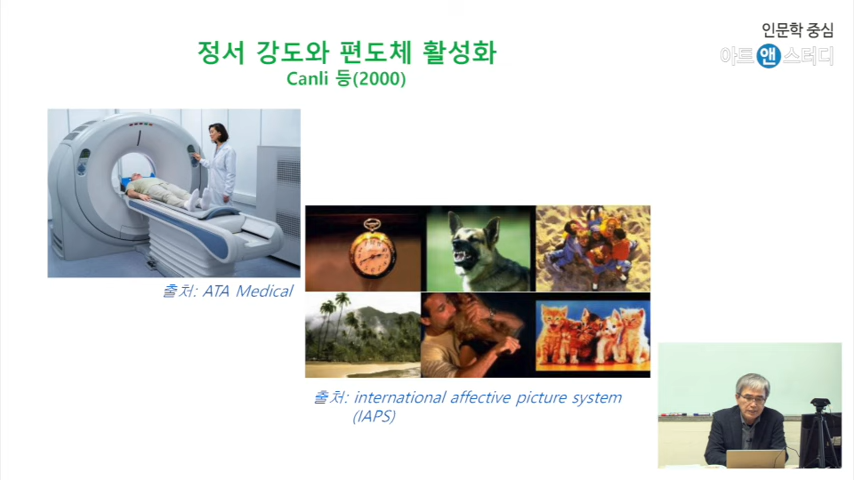 인문학 중심
아트앤스터디
정서 강도와 편도체 활성화
Canli 등(2000)
출처: ATA Medical
출처: international affective picture system
(IAPS)